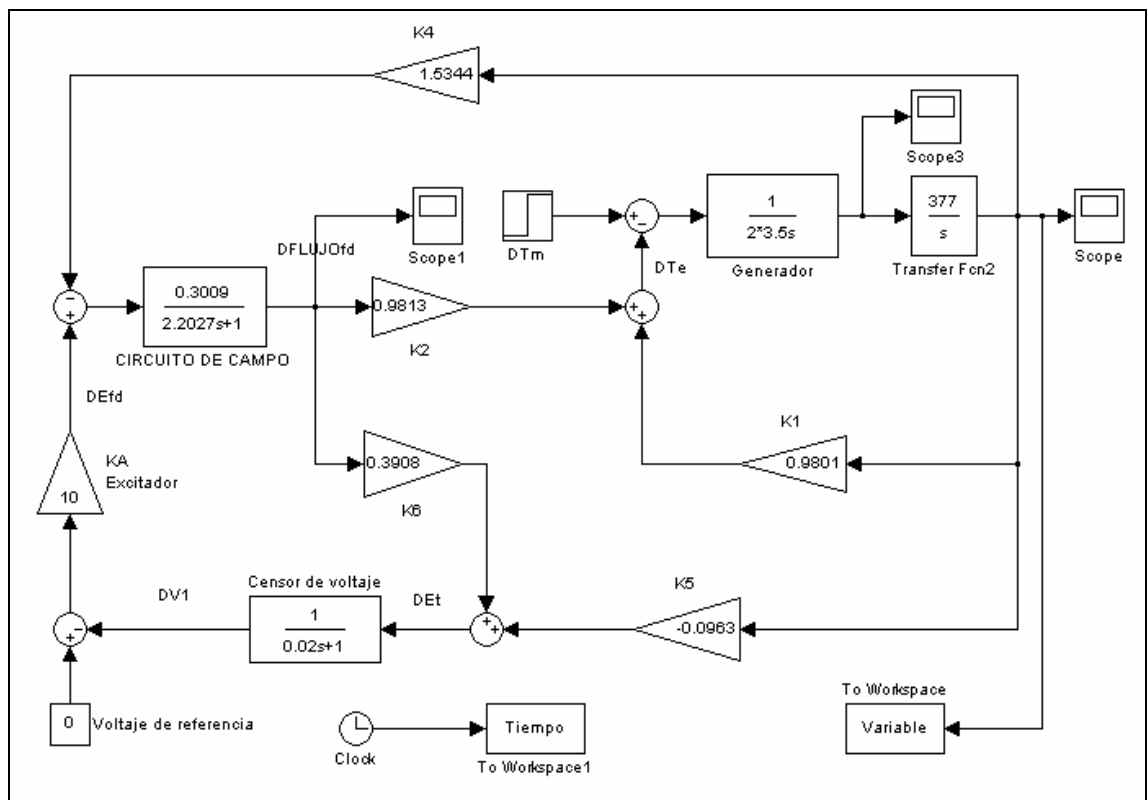 K4
1.5344
Scope3
DTm
1
2*3.5s
Generador
377
s
Transfer Fcn2
Scope
DFLUJOfd
Scope1
DTe
0.3009
2.2027s+1
CIRCUITO DE CAMPO
0.9813
K2
DEfd
K1
0.9801
KA
Excitador
10
0.3908
K6
Censor de voltaje
DV1
1
0.02s+1
DEt
K5
-0.0963
0
Voltaje de referencia
Clock
Tiempo
To Workspace1
To Workspace
Variable